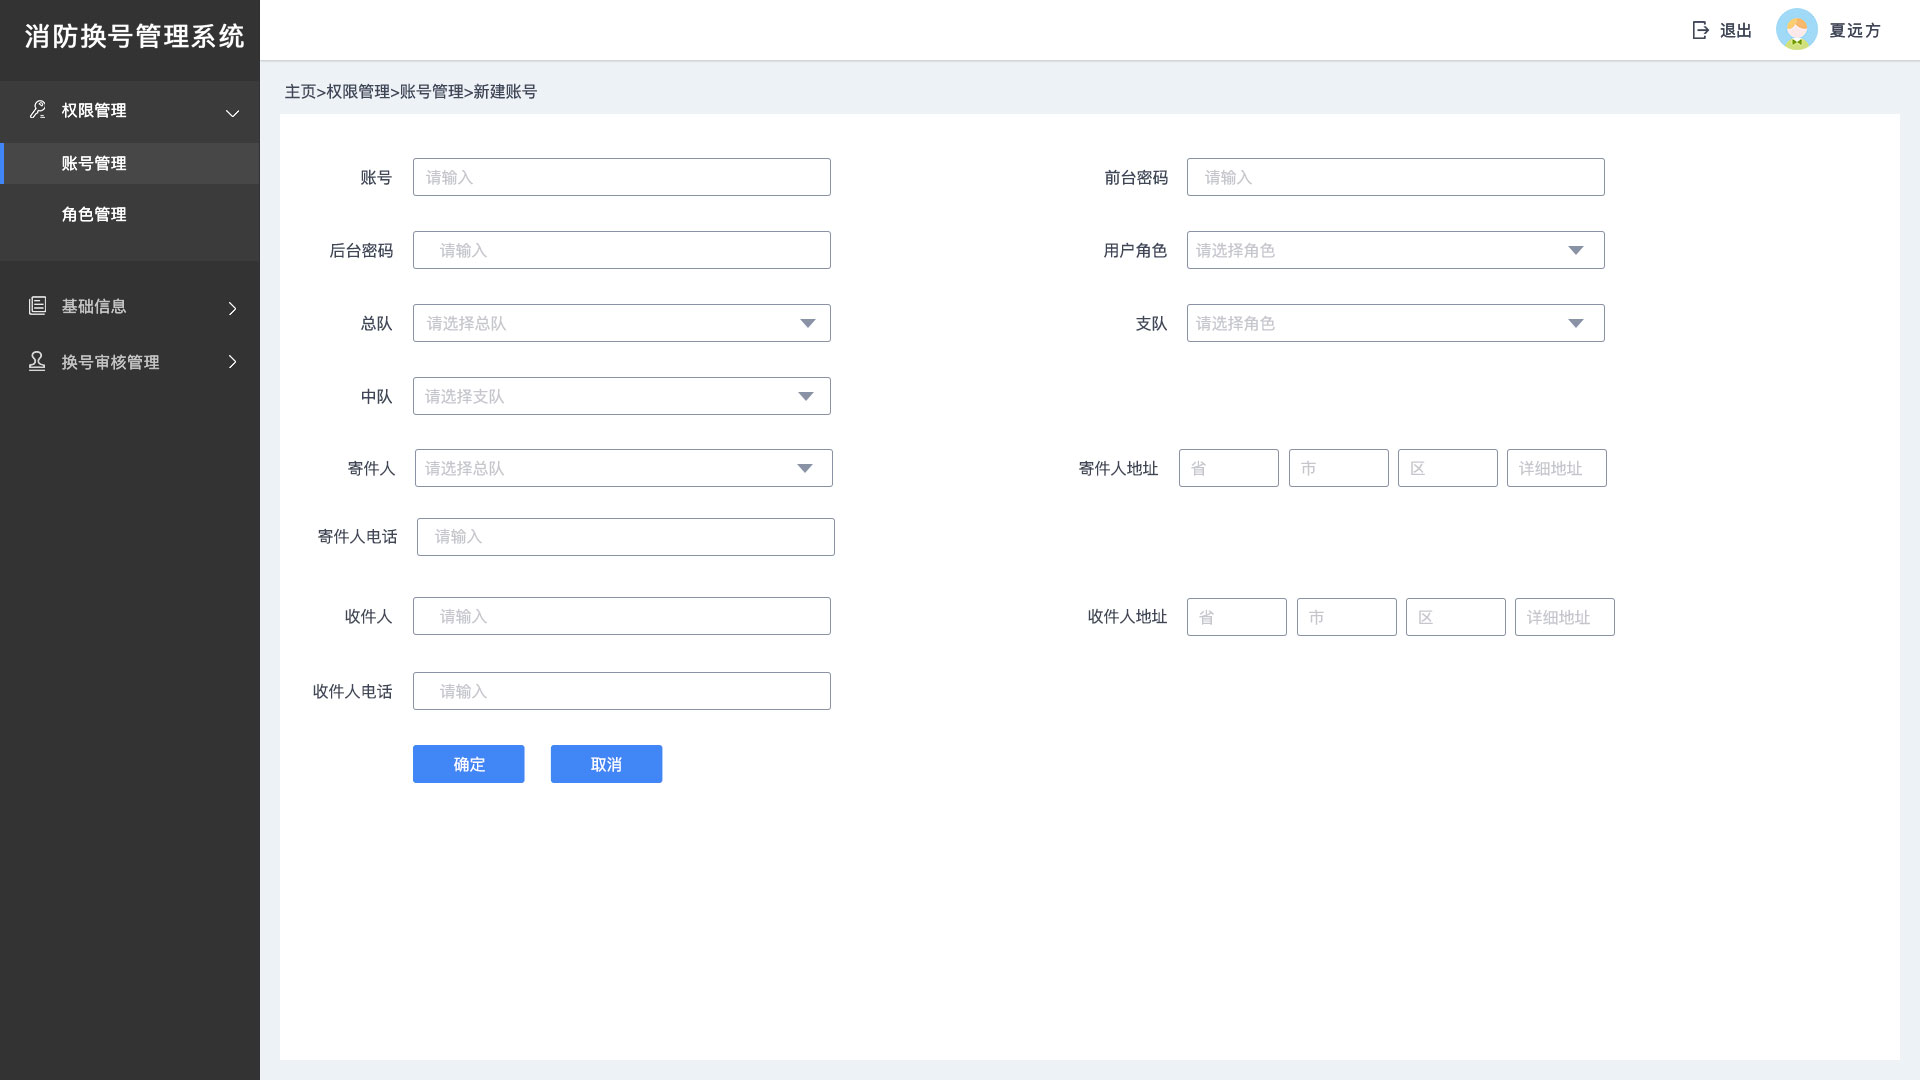 消防换号管理系统
退出
夏远方
主页>权限管理>账号管理>新建账号
权限管理
账号管理
角色管理
基础信息
换号审核管理
账号 请输入
前台密码 请输入
后台密码 请输入
用户角色 请选择角色
总队 请选择总队
支队 请选择角色
中队 请选择支队
寄件人 请选择总队
寄件人地址 省 市 区 详细地址
寄件人电话 请输入
收件人 请输入
收件人地址 省 市 区 详细地址
收件人电话 请输入
确定 取消